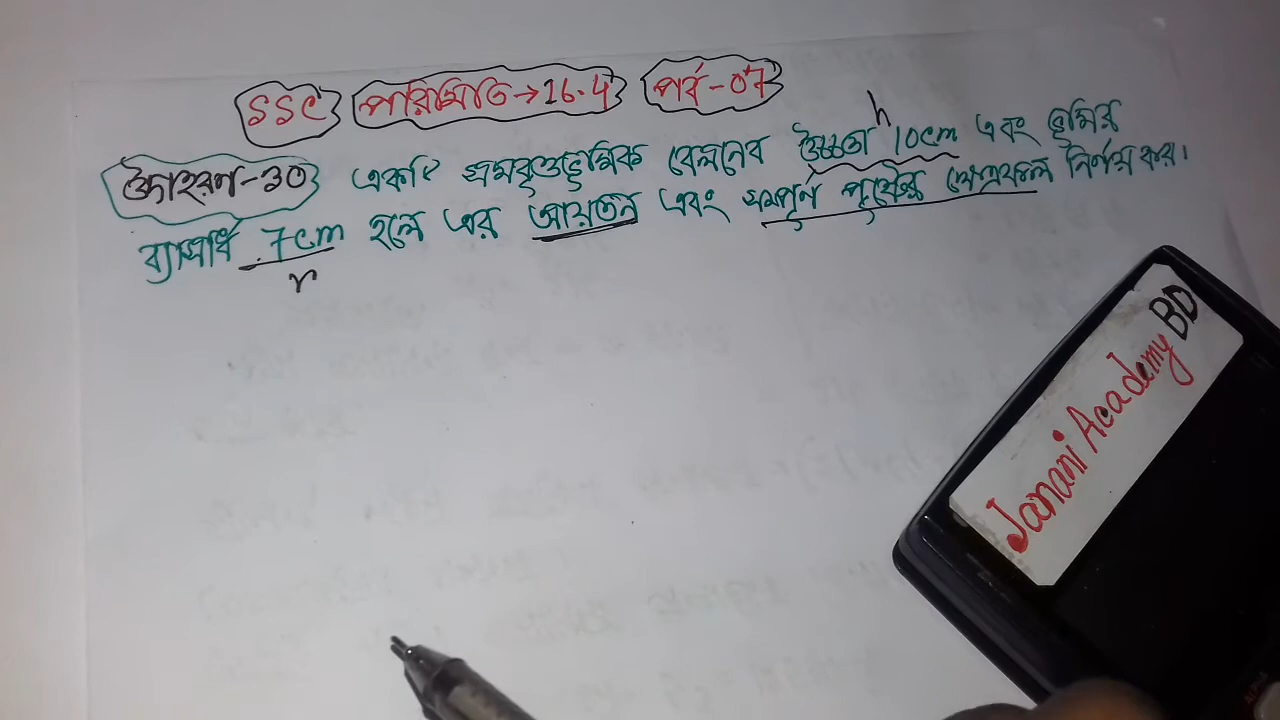 SSC পরিমিতি→16.4 পর্ব-07
উদাহরণ-30 একটি সমবৃত্তভূমিক বেলনের উচ্চতা 10cm এবং ভূমির
h
ব্যাসার্ধ 7cm হলে এর আয়তন এবং সম্পূর্ণ পৃষ্ঠের ক্ষেত্রফল নির্ণয় কর।
r
Janani Academy BD